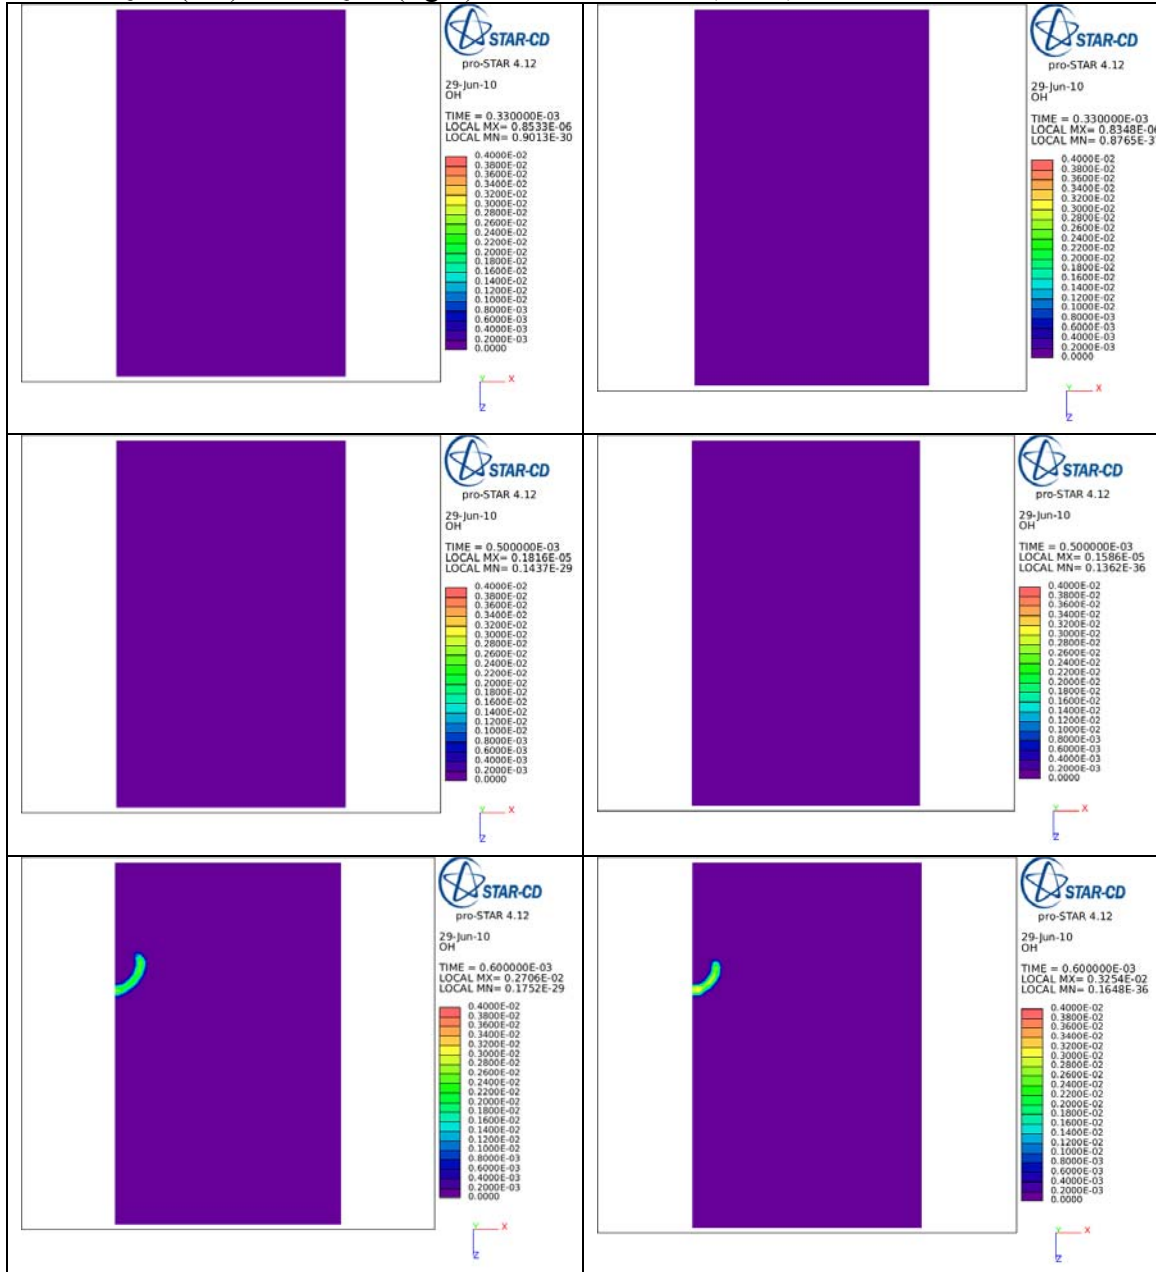 STAR-CD
pro-STAR 4.12
29-Jun-10
OH
TIME = 0.330000E-03
LOCAL MX= 0.8533E-06
LOCAL MN= 0.9013E-30
0.4000E-02
0.3800E-02
0.3600E-02
0.3400E-02
0.3200E-02
0.3000E-02
0.2800E-02
0.2600E-02
0.2400E-02
0.2200E-02
0.2000E-02
0.1800E-02
0.1600E-02
0.1400E-02
0.1200E-02
0.1000E-02
0.8000E-03
0.6000E-03
0.4000E-03
0.2000E-03
0.0000
Y X
Z
STAR-CD
pro-STAR 4.12
29-Jun-10
OH
TIME = 0.330000E-03
LOCAL MX= 0.8348E-06
LOCAL MN= 0.8765E-3
0.4000E-02
0.3800E-02
0.3600E-02
0.3400E-02
0.3200E-02
0.3000E-02
0.2800E-02
0.2600E-02
0.2400E-02
0.2200E-02
0.2000E-02
0.1800E-02
0.1600E-02
0.1400E-02
0.1200E-02
0.1000E-02
0.8000E-03
0.6000E-03
0.4000E-03
0.2000E-03
0.0000
Y X
Z
STAR-CD
pro-STAR 4.12
29-Jun-10
OH
TIME = 0.500000E-03
LOCAL MX= 0.1816E-05
LOCAL MN= 0.1437E-29
0.4000E-02
0.3800E-02
0.3600E-02
0.3400E-02
0.3200E-02
0.3000E-02
0.2800E-02
0.2600E-02
0.2400E-02
0.2200E-02
0.2000E-02
0.1800E-02
0.1600E-02
0.1400E-02
0.1200E-02
0.1000E-02
0.8000E-03
0.6000E-03
0.4000E-03
0.2000E-03
0.0000
Y X
Z
STAR-CD
pro-STAR 4.12
29-Jun-10
OH
TIME = 0.500000E-03
LOCAL MX= 0.1586E-05
LOCAL MN= 0.1362E-36
0.4000E-02
0.3800E-02
0.3600E-02
0.3400E-02
0.3200E-02
0.3000E-02
0.2800E-02
0.2600E-02
0.2400E-02
0.2200E-02
0.2000E-02
0.1800E-02
0.1600E-02
0.1400E-02
0.1200E-02
0.1000E-02
0.8000E-03
0.6000E-03
0.4000E-03
0.2000E-03
0.0000
Y X
Z
STAR-CD
pro-STAR 4.12
29-Jun-10
OH
TIME = 0.600000E-03
LOCAL MX= 0.2706E-02
LOCAL MN= 0.1752E-29
0.4000E-02
0.3800E-02
0.3600E-02
0.3400E-02
0.3200E-02
0.3000E-02
0.2800E-02
0.2600E-02
0.2400E-02
0.2200E-02
0.2000E-02
0.1800E-02
0.1600E-02
0.1400E-02
0.1200E-02
0.1000E-02
0.8000E-03
0.6000E-03
0.4000E-03
0.2000E-03
0.0000
Y X
Z
STAR-CD
pro-STAR 4.12
29-Jun-10
OH
TIME = 0.600000E-03
LOCAL MX= 0.3254E-02
LOCAL MN= 0.1648E-36
0.4000E-02
0.3800E-02
0.3600E-02
0.3400E-02
0.3200E-02
0.3000E-02
0.2800E-02
0.2600E-02
0.2400E-02
0.2200E-02
0.2000E-02
0.1800E-02
0.1600E-02
0.1400E-02
0.1200E-02
0.1000E-02
0.8000E-03
0.6000E-03
0.4000E-03
0.2000E-03
0.0000
Y X
Z